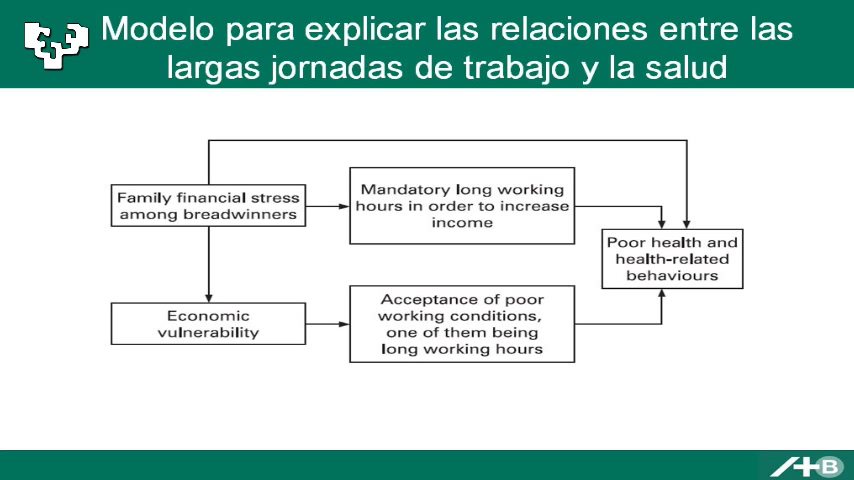 Modelo para explicar las relaciones entre las
largas jornadas de trabajo y la salud
Family financial stress
among breadwinners
Mandatory long working
hours in order to increase
income
Poor health and
health-related
behaviours
Economic
vulnerability
Acceptance of poor
working conditions,
one of them being
long working hours
B